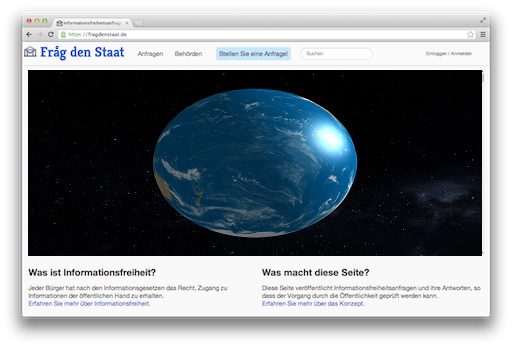 Informationsfreiheitsanfrag
https://fragdenstaat.de
Fråg den Staat
Anfragen
Behörden
Stellen Sie eine Anfrage!
Suchen
Einloggen / Anmelden
Was ist Informationsfreiheit?
Jeder Bürger hat nach den Informationsgesetzen das Recht, Zugang zu
Informationen der öffentlichen Hand zu erhalten.
Erfahren Sie mehr über Informationsfreiheit.
Was macht diese Seite?
Diese Seite veröffentlicht Informationsfreiheitsanfragen und ihre Antworten, so
dass der Vorgang durch die Öffentlichkeit geprüft werden kann.
Erfahren Sie mehr über das Konzept.